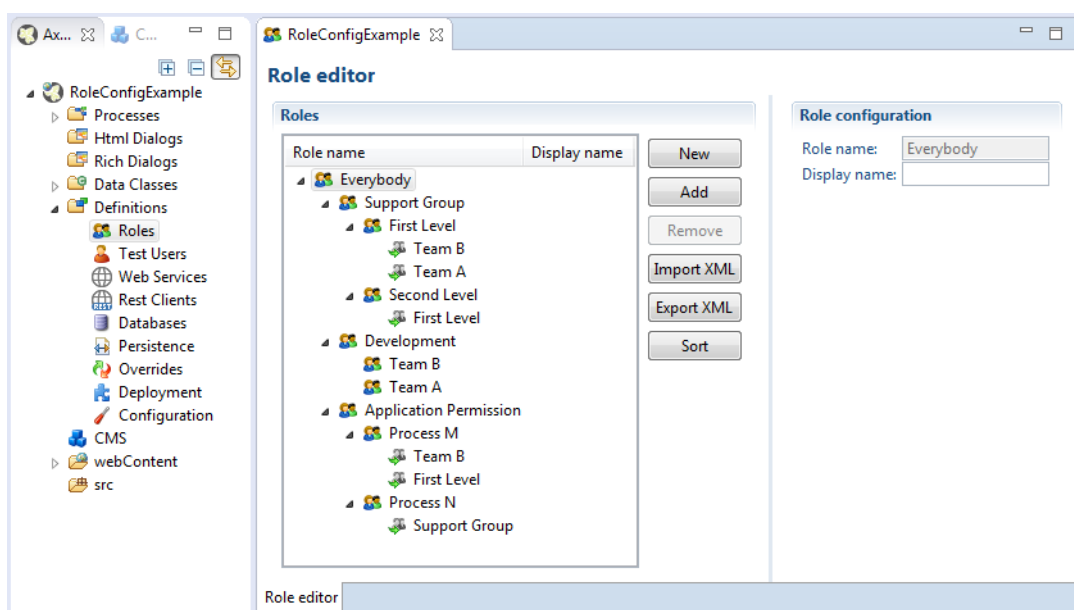 Ax...
C...
RoleConfigExample
Processes
Html Dialogs
Rich Dialogs
Data Classes
Definitions
Roles
Test Users
Web Services
Rest Clients
Databases
Persistence
Overrides
Deployment
Configuration
CMS
webContent
src
RoleConfigExample
Role editor
Roles
Role name Display name
Everybody
Support Group
First Level
Team B
Team A
Second Level
First Level
Development
Team B
Team A
Application Permission
Process M
Team B
First Level
Process N
Support Group
New
Add
Remove
Import XML
Export XML
Sort
Role configuration
Role name: Everybody
Display name:
Role editor